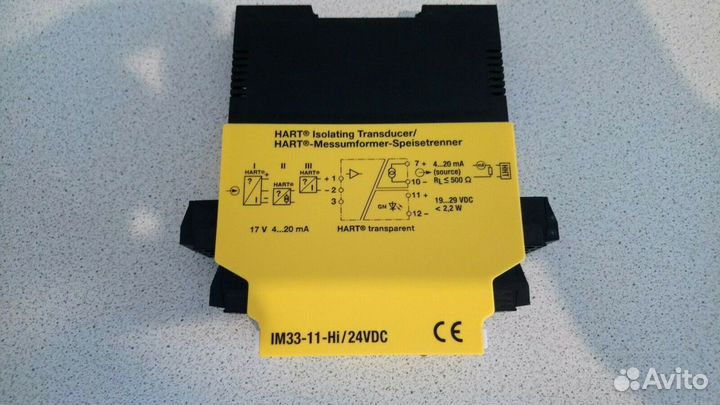 HART® Isolating Transducer/
HART®-Messumformer-Speisetrenner
I II III
HART® HART® HART®
+ 1
− 2
3
7 + 4...20 mA
(source)
10 − RL ≤ 500 Ω
11 + 19...29 VDC
12 − < 2,2 W
GN
17 V 4...20 mA
HART® transparent
IM33-11-Hi/24VDC
CE
Avito